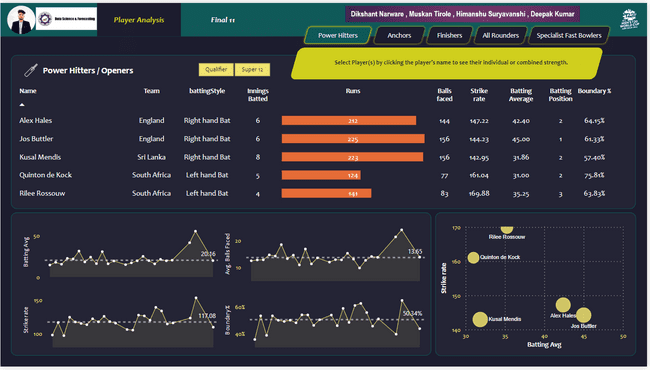 Data Science & Forecasting
Player Analysis
Final 11
Dikshant Narware , Muskan Tirole , Himanshu Suryavanshi , Deepak Kumar
Power Hitters
Anchors
Finishers
All Rounders
Specialist Fast Bowlers
Select Player(s) by clicking the player's name to see their individual or combined strength.
Power Hitters / Openers
Qualifier
Super 12
Name Team battingStyle Innings Batted Runs Balls faced Strike rate Batting Average Batting Position Boundary %
Alex Hales England Right hand Bat 6 212 144 147.22 42.40 2 64.15%
Jos Buttler England Right hand Bat 6 225 156 144.23 45.00 1 61.33%
Kusal Mendis Sri Lanka Right hand Bat 8 223 156 142.95 31.86 2 57.40%
Quinton de Kock South Africa Left hand Bat 5 124 77 161.04 31.00 2 75.81%
Rilee Rossouw South Africa Left hand Bat 4 141 83 169.88 35.25 3 63.83%
Batting Avg
50
0
20.16
Avg. Balls Faced
20
10
13.65
Strike rate
150
100
117.08
Boundary %
60%
40%
50.34%
Strike rate
170
160
150
140
Rilee Rossouw
Quinton de Kock
Alex Hales
Kusal Mendis
Jos Buttler
30 35 40 45 50
Batting Avg